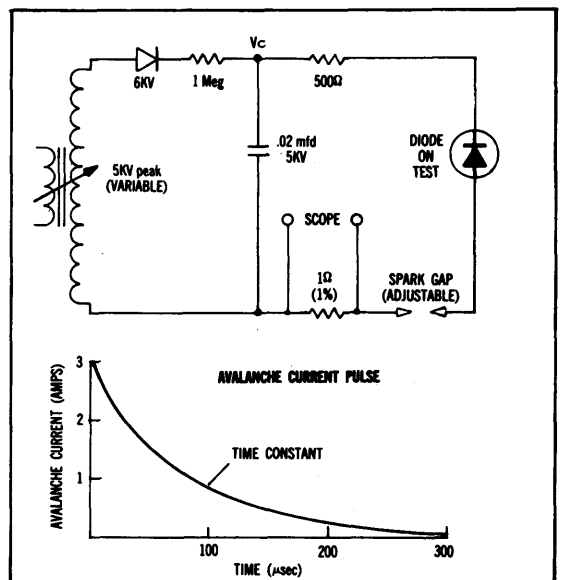 Vc
6KV
1 Meg
500Ω
.02 mfd
5KV
DIODE
ON
TEST
5KV peak
(VARIABLE)
SCOPE
1Ω
(1%)
SPARK GAP
(ADJUSTABLE)
AVALANCHE CURRENT PULSE
AVALANCHE CURRENT (AMPS)
3
2
1
TIME CONSTANT
100
200
300
TIME (μsec)